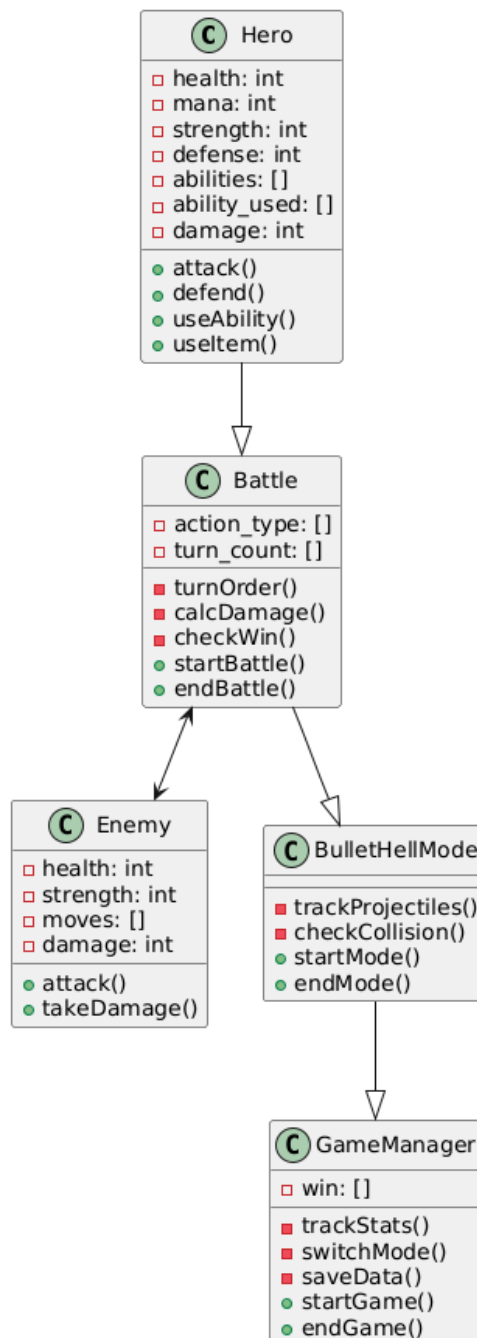 C Hero
health: int
mana: int
strength: int
defense: int
abilities: []
ability_used: []
damage: int
attack()
defend()
useAbility()
useItem()
C Battle
action_type: []
turn_count: []
turnOrder()
calcDamage()
checkWin()
startBattle()
endBattle()
C Enemy
health: int
strength: int
moves: []
damage: int
attack()
takeDamage()
C BulletHellMode
trackProjectiles()
checkCollision()
startMode()
endMode()
C GameManager
win: []
trackStats()
switchMode()
saveData()
startGame()
endGame()